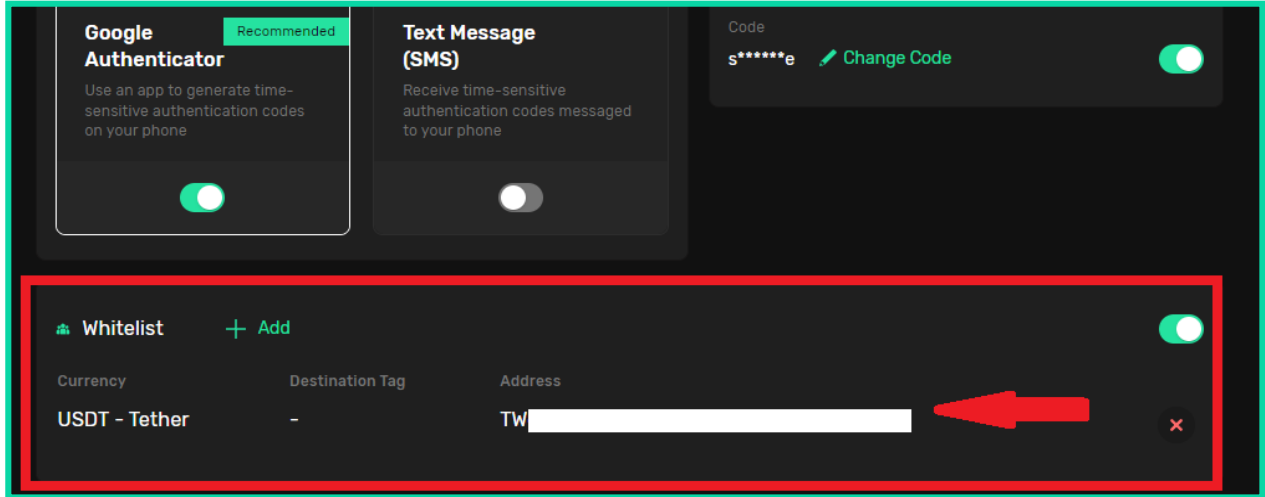 Google
Authenticator
Recommended
Use an app to generate time-
sensitive authentication codes
on your phone
Text Message
(SMS)
Receive time-sensitive
authentication codes messaged
to your phone
Code
s******e Change Code
Whitelist + Add
Currency Destination Tag Address
USDT - Tether - TW